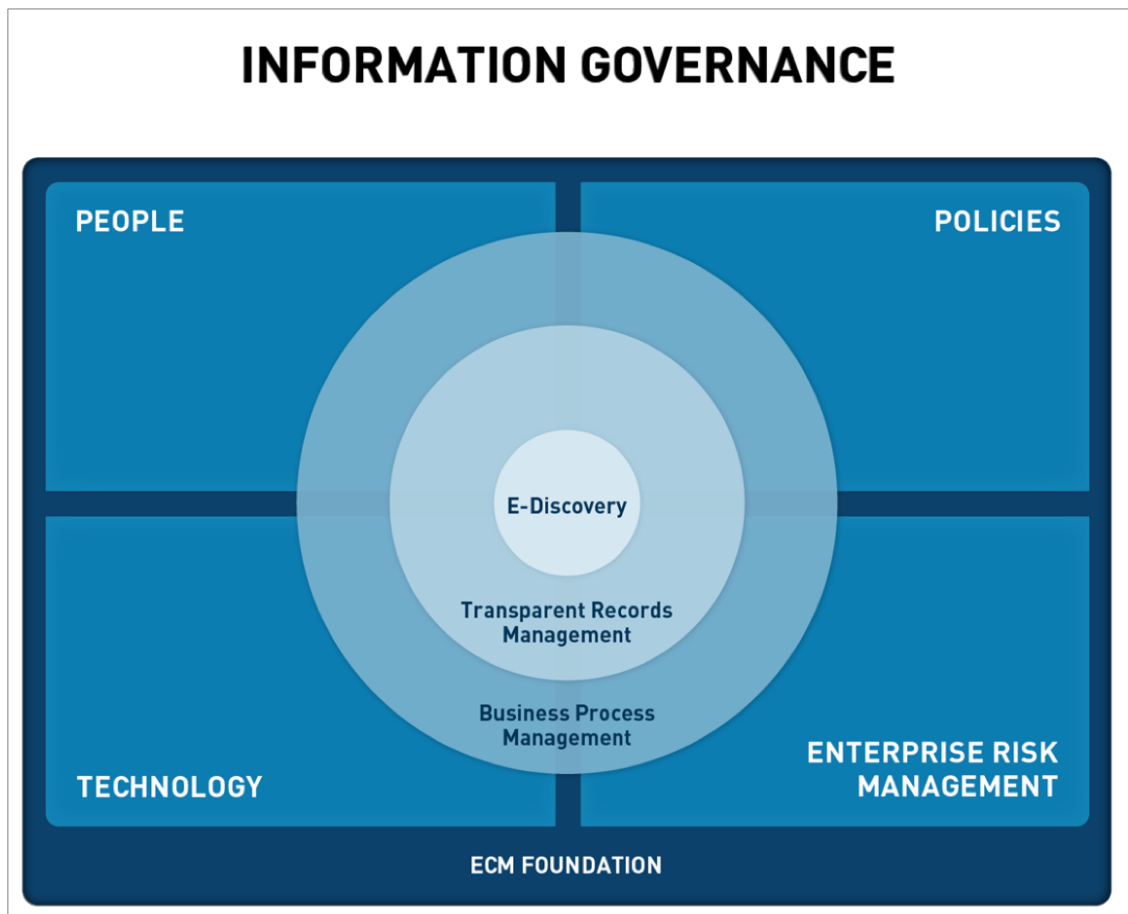 INFORMATION GOVERNANCE
PEOPLE
POLICIES
E-Discovery
Transparent Records
Management
Business Process
Management
TECHNOLOGY
ENTERPRISE RISK
MANAGEMENT
ECM FOUNDATION